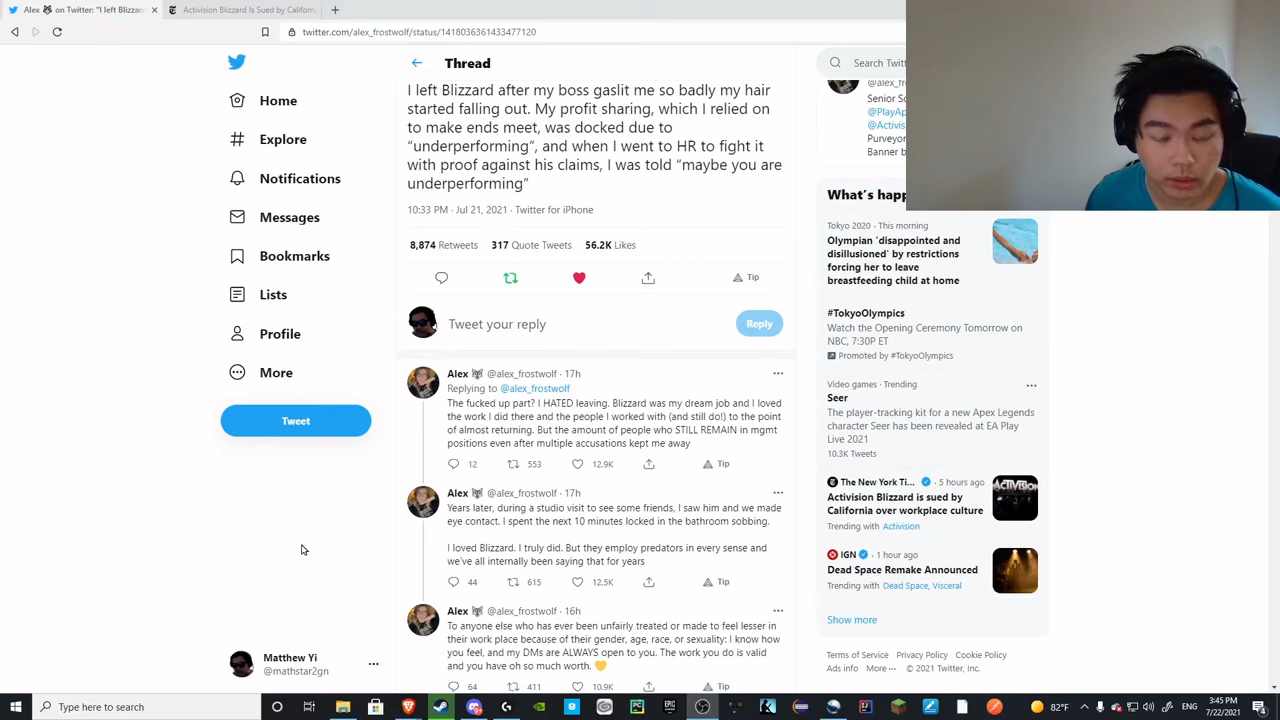 Alex 🐺 on Twitter: "I left Blizzar
Activision Blizzard Is Sued by Californ
twitter.com/alex_frostwolf/status/1418036361433477120
Home
Explore
Notifications
Messages
Bookmarks
Lists
Profile
More
Tweet
Matthew Yi
@mathstar2gn
Thread
I left Blizzard after my boss gaslit me so badly my hair
started falling out. My profit sharing, which I relied on
to make ends meet, was docked due to
“underperforming”, and when I went to HR to fight it
with proof against his claims, I was told “maybe you are
underperforming”
10:33 PM · Jul 21, 2021 · Twitter for iPhone
8,874 Retweets 317 Quote Tweets 56.2K Likes
Tip
Tweet your reply
Reply
Alex 🐺 @alex_frostwolf · 17h
Replying to @alex_frostwolf
The fucked up part? I HATED leaving. Blizzard was my dream job and I loved
the work I did there and the people I worked with (and still do!) to the point
of almost returning. But the amount of people who STILL REMAIN in mgmt
positions even after multiple accusations kept me away
12 553 12.9K Tip
Alex 🐺 @alex_frostwolf · 17h
Years later, during a studio visit to see some friends, I saw him and we made
eye contact. I spent the next 10 minutes locked in the bathroom sobbing.
I loved Blizzard. I truly did. But they employ predators in every sense and
we’ve all internally been saying that for years
44 615 12.5K Tip
Alex 🐺 @alex_frostwolf · 16h
To anyone else who has ever been unfairly treated or made to feel lesser in
their work place because of their gender, age, race, or sexuality: I know how
you feel, and my DMs are ALWAYS open to you. The work you do is valid
and you have oh so much worth. 💛
64 411 10.9K Tip
Search Twitt
@alex_fr
Senior So
@PlayAp
@Activis
Purveyor
Banner b
What’s happ
Tokyo 2020 · This morning
Olympian 'disappointed and
disillusioned' by restrictions
forcing her to leave
breastfeeding child at home
#TokyoOlympics
Watch the Opening Ceremony Tomorrow on
NBC, 7:30P ET
Promoted by #TokyoOlympics
Video games · Trending
Seer
The player-tracking kit for a new Apex Legends
character Seer has been revealed at EA Play
Live 2021
10.3K Tweets
The New York Ti... · 5 hours ago
Activision Blizzard is sued by
California over workplace culture
Trending with Activision
ACTIVISION
IGN · 1 hour ago
Dead Space Remake Announced
Trending with Dead Space, Visceral
Show more
Terms of Service Privacy Policy Cookie Policy
Ads info More ··· © 2021 Twitter, Inc.
Type here to search
82°F
3:45 PM
7/22/2021